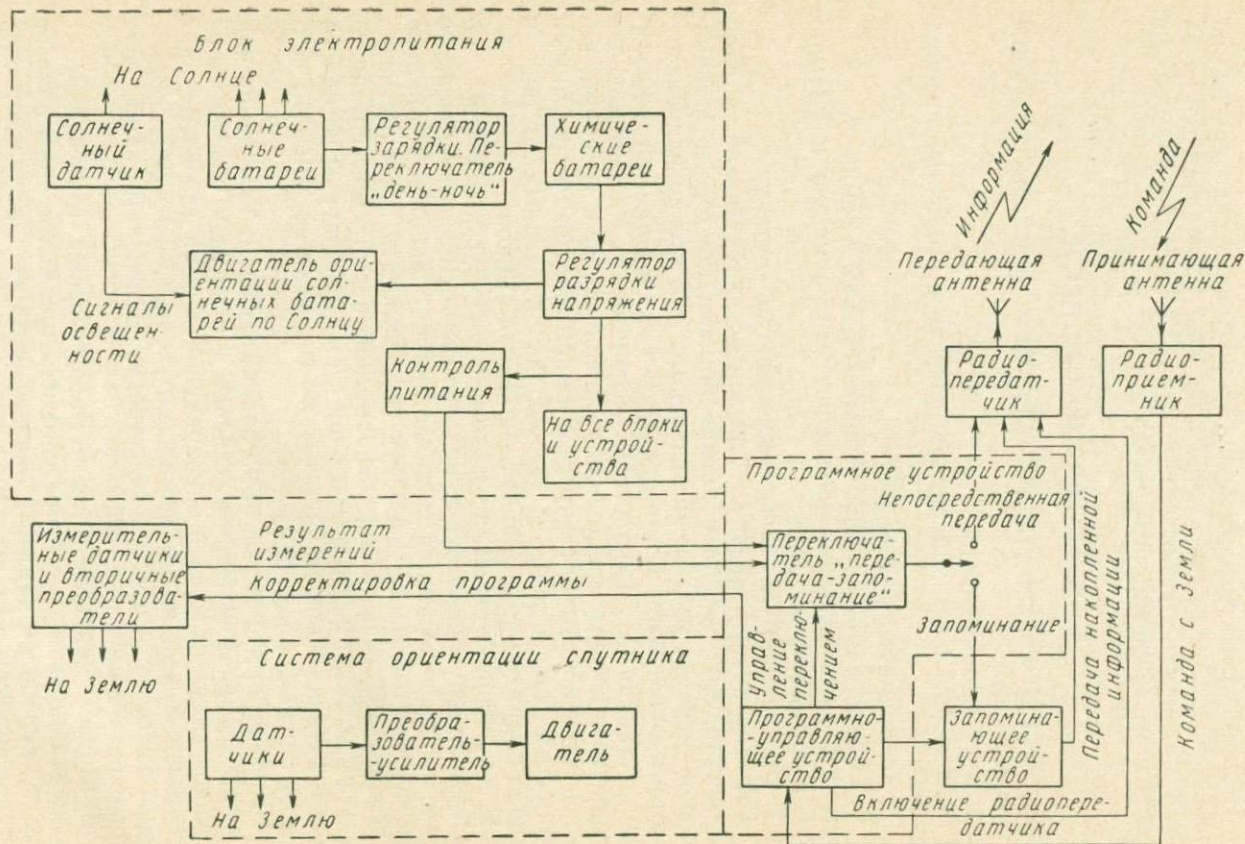 Блок электропитания
На Солнце
Солнеч-
ный
датчик
Солнеч-
ные
батареи
Регулятор
зарядки. Пе-
реключатель
„день-ночь“
Химиче-
ские
батареи
Сигналы
освещен-
ности
Двигатель ори-
ентации сол-
нечных бата-
рей по Солнцу
Регулятор
разрядки
напряжения
Контроль
питания
На все блоки
и устрой-
ства
Информация
Команда
Передающая
антенна
Принимающая
антенна
Радио-
передат-
чик
Радио-
прием-
ник
Программное устройство
Непосредственная
передача
Измеритель-
ные датчики
и вторичные
преобразова-
тели
На Землю
Результат
измерений
Корректировка программы
Переключа-
тель „пере-
дача-запо-
минание“
Запоминание
Управ-
ление
переклю-
чением
Передача накопленной
информации
Команда с Земли
Система ориентации спутника
Дат-
чики
На Землю
Преобра-
зователь-
-усилитель
Двига-
тель
Программно-
-управляю-
щее устрой-
ство
Запомина-
ющее
устрой-
ство
Включение радиопере-
датчика